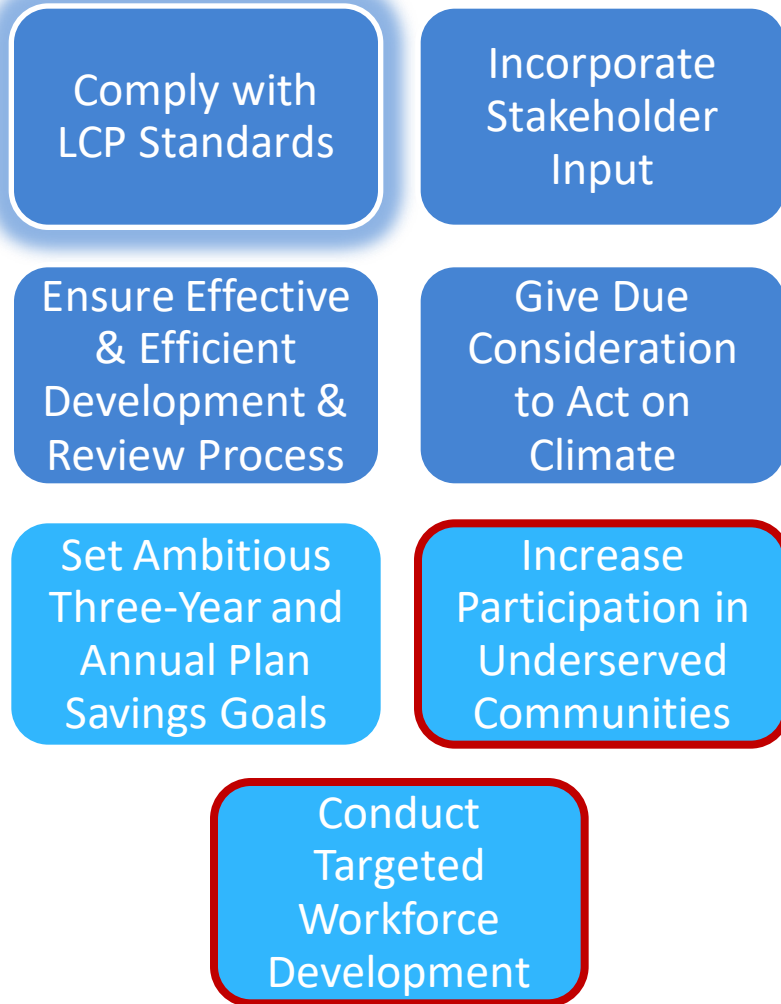 Comply with
LCP Standards
Incorporate
Stakeholder
Input
Ensure Effective
& Efficient
Development &
Review Process
Give Due
Consideration
to Act on
Climate
Set Ambitious
Three-Year and
Annual Plan
Savings Goals
Increase
Participation in
Underserved
Communities
Conduct
Targeted
Workforce
Development